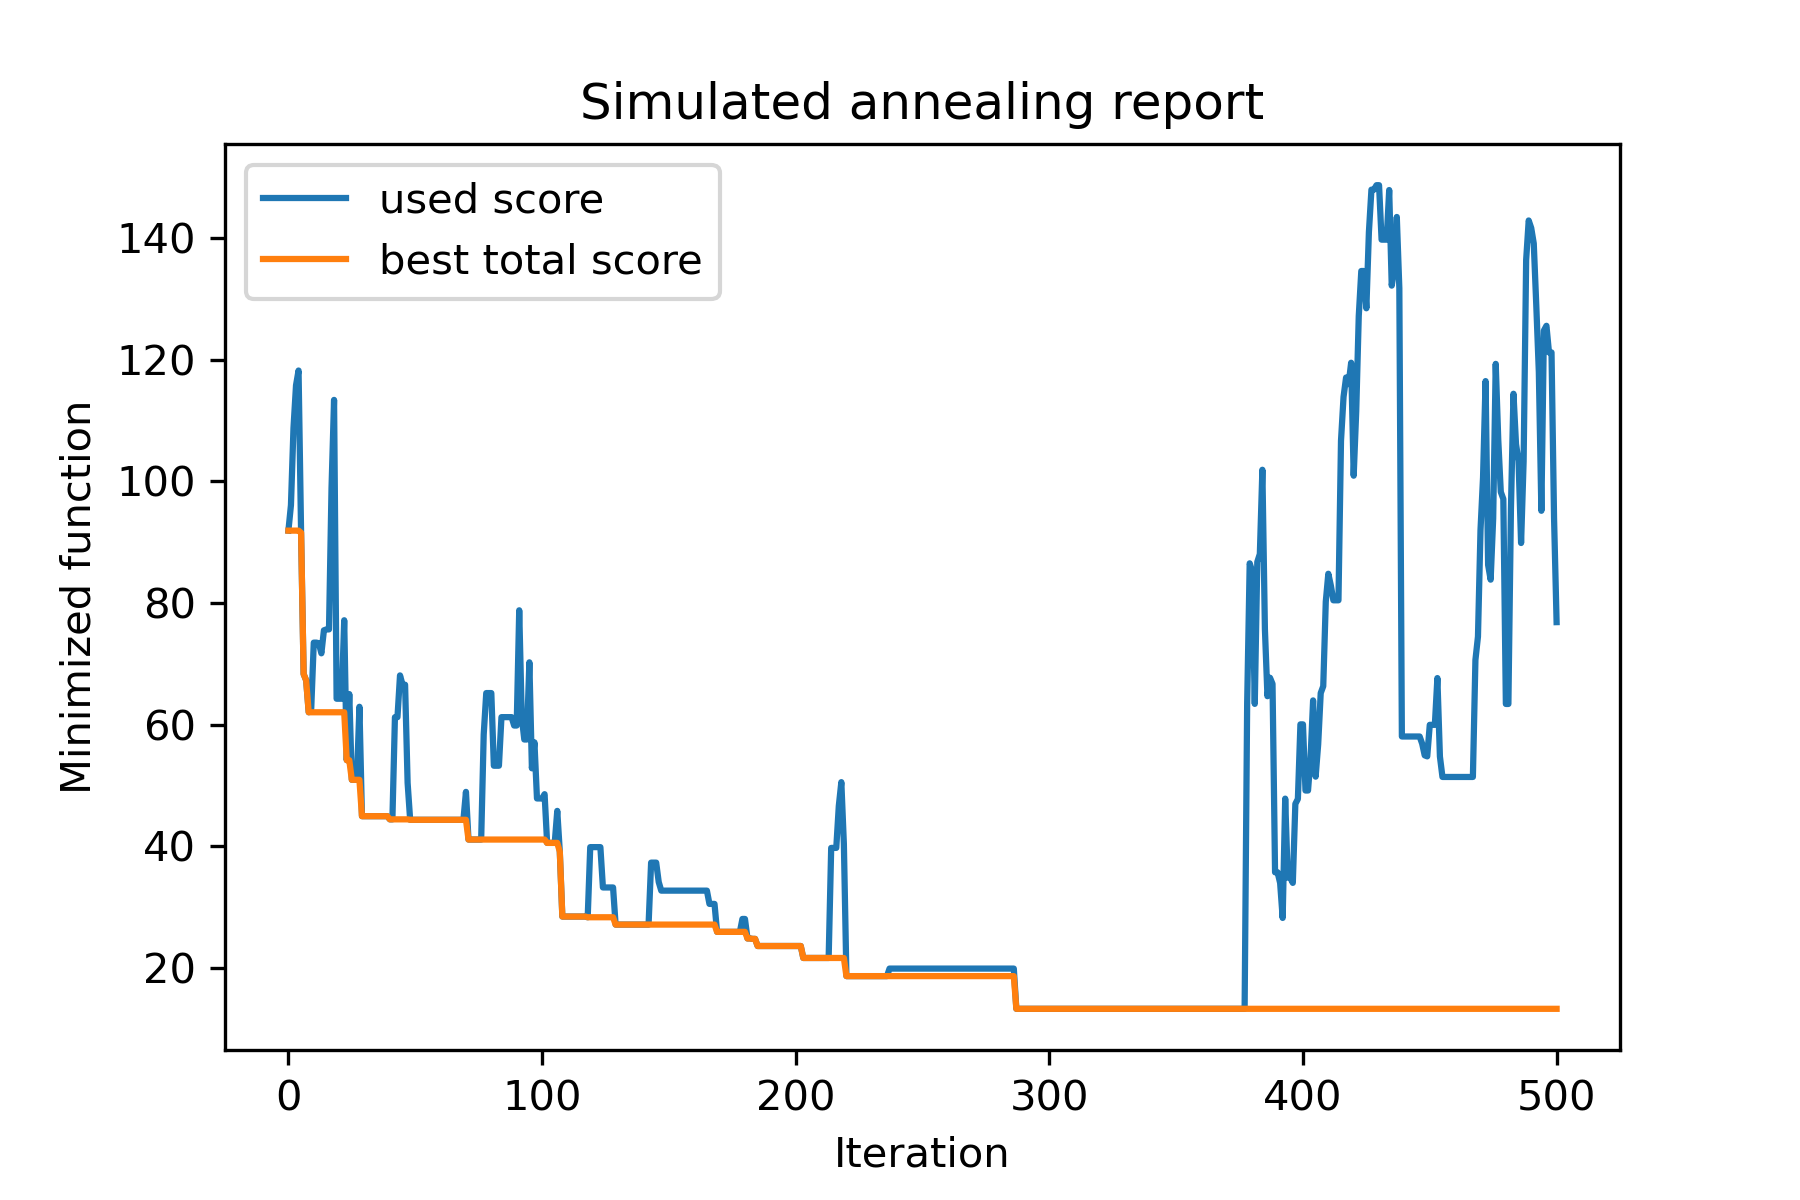 Simulated annealing report
used score
best total score
Minimized function
140
120
100
80
60
40
20
0 100 200 300 400 500
Iteration